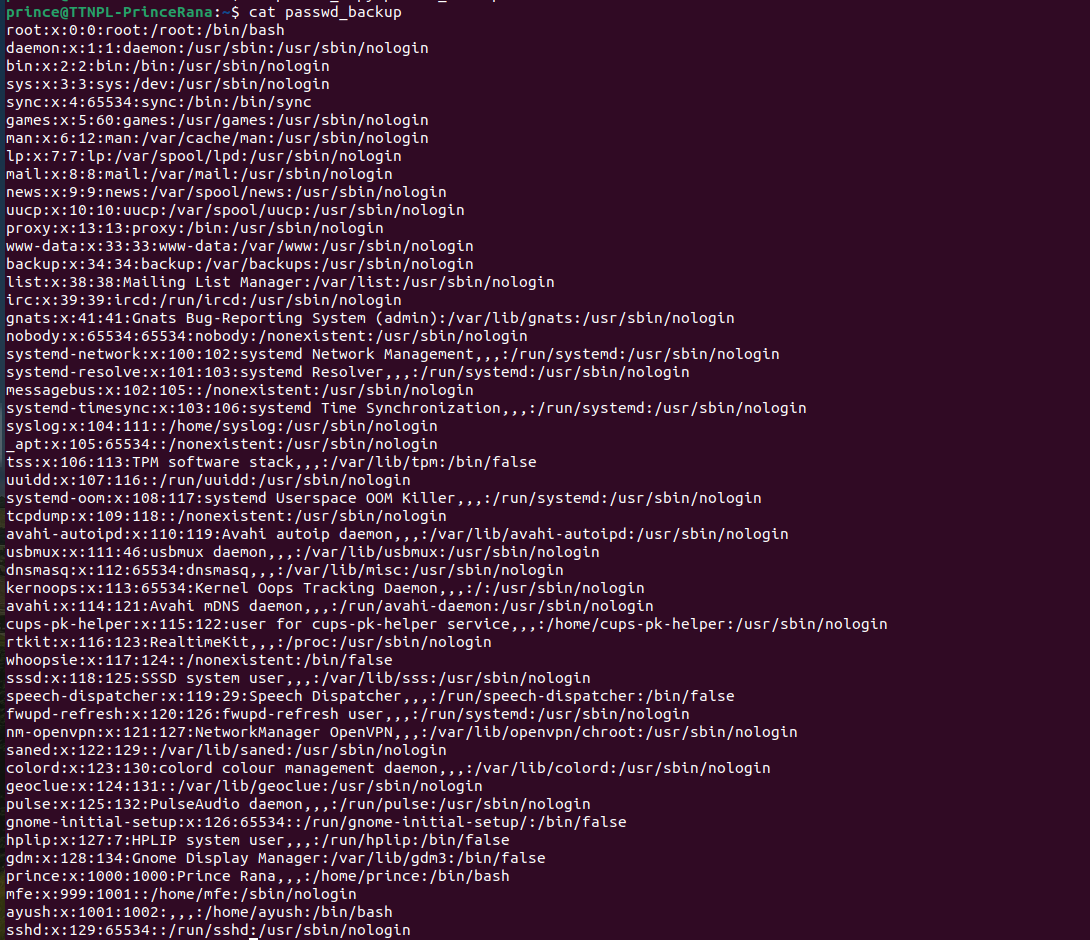 prince@TTNPL-PrinceRana:~$ cat passwd_backup
root:x:0:0:root:/root:/bin/bash
daemon:x:1:1:daemon:/usr/sbin:/usr/sbin/nologin
bin:x:2:2:bin:/bin:/usr/sbin/nologin
sys:x:3:3:sys:/dev:/usr/sbin/nologin
sync:x:4:65534:sync:/bin:/bin/sync
games:x:5:60:games:/usr/games:/usr/sbin/nologin
man:x:6:12:man:/var/cache/man:/usr/sbin/nologin
lp:x:7:7:lp:/var/spool/lpd:/usr/sbin/nologin
mail:x:8:8:mail:/var/mail:/usr/sbin/nologin
news:x:9:9:news:/var/spool/news:/usr/sbin/nologin
uucp:x:10:10:uucp:/var/spool/uucp:/usr/sbin/nologin
proxy:x:13:13:proxy:/bin:/usr/sbin/nologin
www-data:x:33:33:www-data:/var/www:/usr/sbin/nologin
backup:x:34:34:backup:/var/backups:/usr/sbin/nologin
list:x:38:38:Mailing List Manager:/var/list:/usr/sbin/nologin
irc:x:39:39:ircd:/run/ircd:/usr/sbin/nologin
gnats:x:41:41:Gnats Bug-Reporting System (admin):/var/lib/gnats:/usr/sbin/nologin
nobody:x:65534:65534:nobody:/nonexistent:/usr/sbin/nologin
systemd-network:x:100:102:systemd Network Management,,,:/run/systemd:/usr/sbin/nologin
systemd-resolve:x:101:103:systemd Resolver,,,:/run/systemd:/usr/sbin/nologin
messagebus:x:102:105::/nonexistent:/usr/sbin/nologin
systemd-timesync:x:103:106:systemd Time Synchronization,,,:/run/systemd:/usr/sbin/nologin
syslog:x:104:111::/home/syslog:/usr/sbin/nologin
_apt:x:105:65534::/nonexistent:/usr/sbin/nologin
tss:x:106:113:TPM software stack,,,:/var/lib/tpm:/bin/false
uuidd:x:107:116::/run/uuidd:/usr/sbin/nologin
systemd-oom:x:108:117:systemd Userspace OOM Killer,,,:/run/systemd:/usr/sbin/nologin
tcpdump:x:109:118::/nonexistent:/usr/sbin/nologin
avahi-autoipd:x:110:119:Avahi autoip daemon,,,:/var/lib/avahi-autoipd:/usr/sbin/nologin
usbmux:x:111:46:usbmux daemon,,,:/var/lib/usbmux:/usr/sbin/nologin
dnsmasq:x:112:65534:dnsmasq,,,:/var/lib/misc:/usr/sbin/nologin
kernoops:x:113:65534:Kernel Oops Tracking Daemon,,,:/:/usr/sbin/nologin
avahi:x:114:121:Avahi mDNS daemon,,,:/run/avahi-daemon:/usr/sbin/nologin
cups-pk-helper:x:115:122:user for cups-pk-helper service,,,:/home/cups-pk-helper:/usr/sbin/nologin
rtkit:x:116:123:RealtimeKit,,,:/proc:/usr/sbin/nologin
whoopsie:x:117:124::/nonexistent:/bin/false
sssd:x:118:125:SSSD system user,,,:/var/lib/sss:/usr/sbin/nologin
speech-dispatcher:x:119:29:Speech Dispatcher,,,:/run/speech-dispatcher:/bin/false
fwupd-refresh:x:120:126:fwupd-refresh user,,,:/run/systemd:/usr/sbin/nologin
nm-openvpn:x:121:127:NetworkManager OpenVPN,,,:/var/lib/openvpn/chroot:/usr/sbin/nologin
saned:x:122:129::/var/lib/saned:/usr/sbin/nologin
colord:x:123:130:colord colour management daemon,,,:/var/lib/colord:/usr/sbin/nologin
geoclue:x:124:131::/var/lib/geoclue:/usr/sbin/nologin
pulse:x:125:132:PulseAudio daemon,,,:/run/pulse:/usr/sbin/nologin
gnome-initial-setup:x:126:65534::/run/gnome-initial-setup/:/bin/false
hplip:x:127:7:HPLIP system user,,,:/run/hplip:/bin/false
gdm:x:128:134:Gnome Display Manager:/var/lib/gdm3:/bin/false
prince:x:1000:1000:Prince Rana,,,:/home/prince:/bin/bash
mfe:x:999:1001::/home/mfe:/sbin/nologin
ayush:x:1001:1002:,,,:/home/ayush:/bin/bash
sshd:x:129:65534::/run/sshd:/usr/sbin/nologin